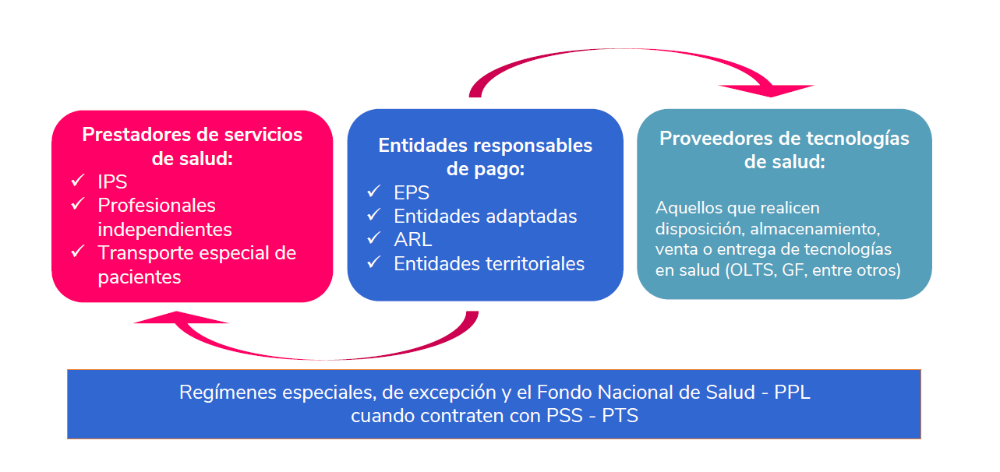 Prestadores de servicios
de salud:
✓ IPS
✓ Profesionales
independientes
✓ Transporte especial de
pacientes
Entidades responsables
de pago:
✓ EPS
✓ Entidades adaptadas
✓ ARL
✓ Entidades territoriales
Proveedores de tecnologías
de salud:
Aquellos que realicen
disposición, almacenamiento,
venta o entrega de tecnologías
en salud (OLTS, GF, entre otros)
Regímenes especiales, de excepción y el Fondo Nacional de Salud - PPL
cuando contraten con PSS - PTS